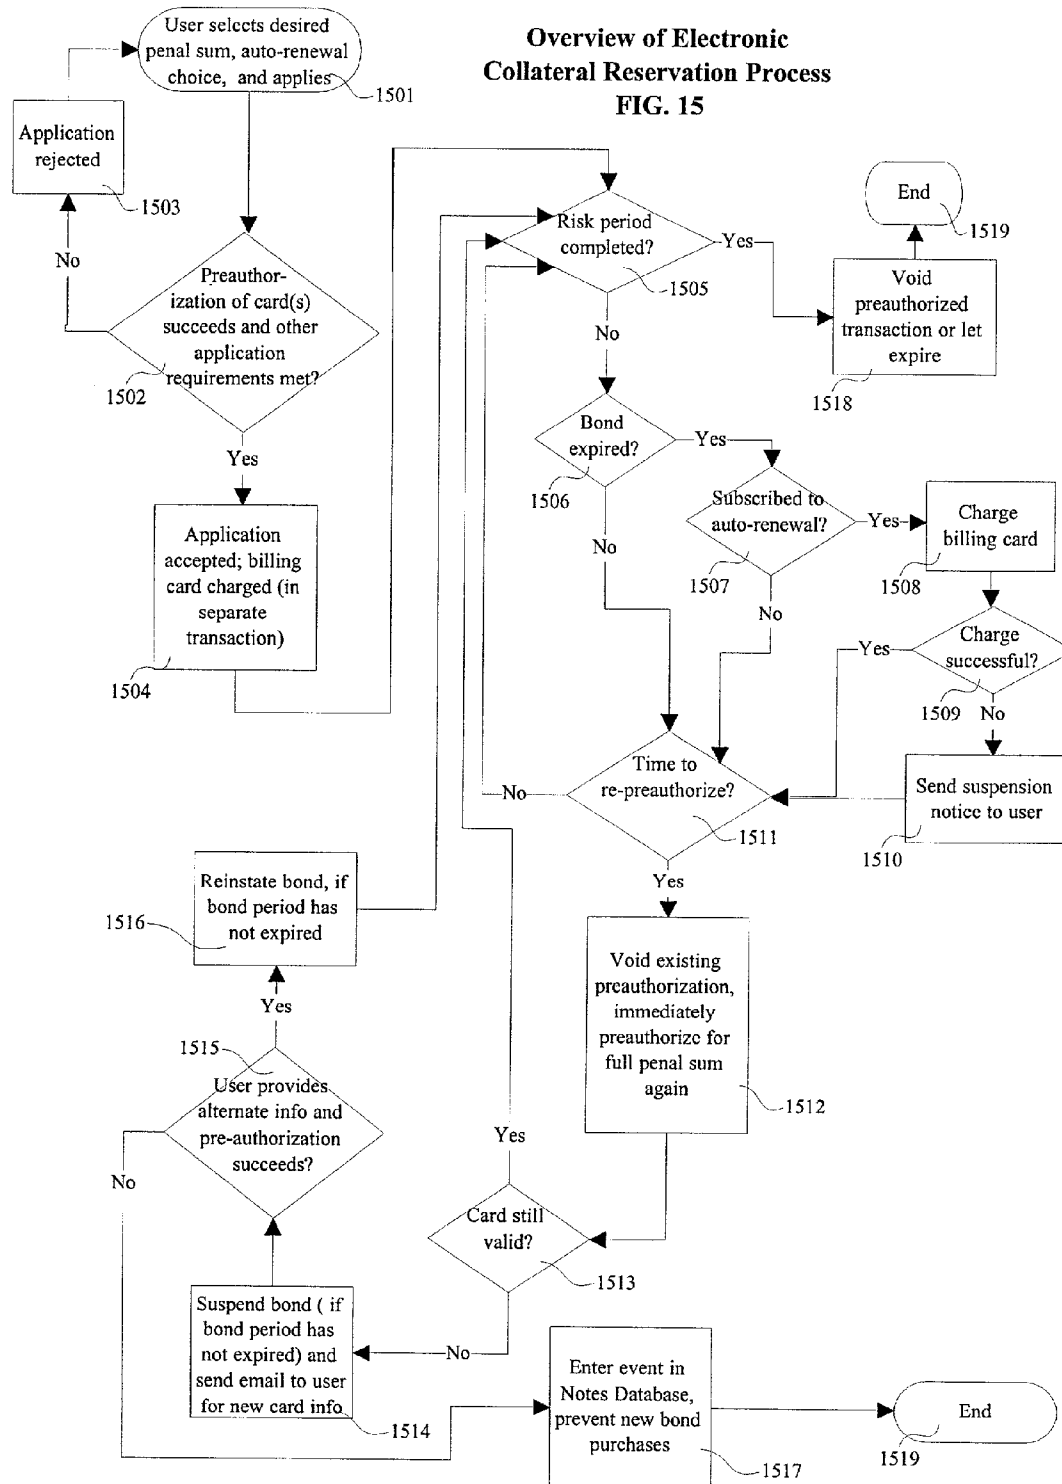 Overview of Electronic
Collateral Reservation Process
FIG. 15
User selects desired
penal sum, auto-renewal
choice, and applies
1501
Application
rejected
1503
No
Preauthor-
ization of card(s)
succeeds and other
application
requirements met?
1502
Yes
Application
accepted; billing
card charged (in
separate
transaction)
1504
Risk period
completed?
1505
Yes
End
1519
Void
preauthorized
transaction or let
expire
1518
No
Bond
expired?
1506
Yes
No
Subscribed to
auto-renewal?
1507
Yes
No
Charge
billing card
1508
Charge
successful?
1509
Yes
No
Send suspension
notice to user
1510
Time to
re-preauthorize?
1511
No
Yes
Void existing
preauthorization,
immediately
preauthorize for
full penal sum
again
1512
Card still
valid?
1513
Yes
No
Reinstate bond, if
bond period has
not expired
1516
Yes
1515
User provides
alternate info and
pre-authorization
succeeds?
No
Suspend bond ( if
bond period has
not expired) and
send email to user
for new card info
1514
Enter event in
Notes Database,
prevent new bond
purchases
1517
End
1519